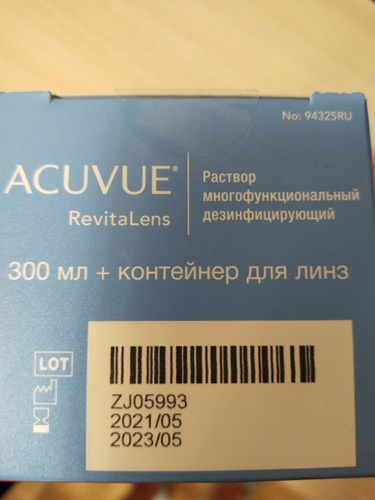 No: 94325RU
ACUVUE®
RevitaLens
Раствор
многофункциональный
дезинфицирующий
300 мл + контейнер для линз
LOT
ZJ05993
2021/05
2023/05